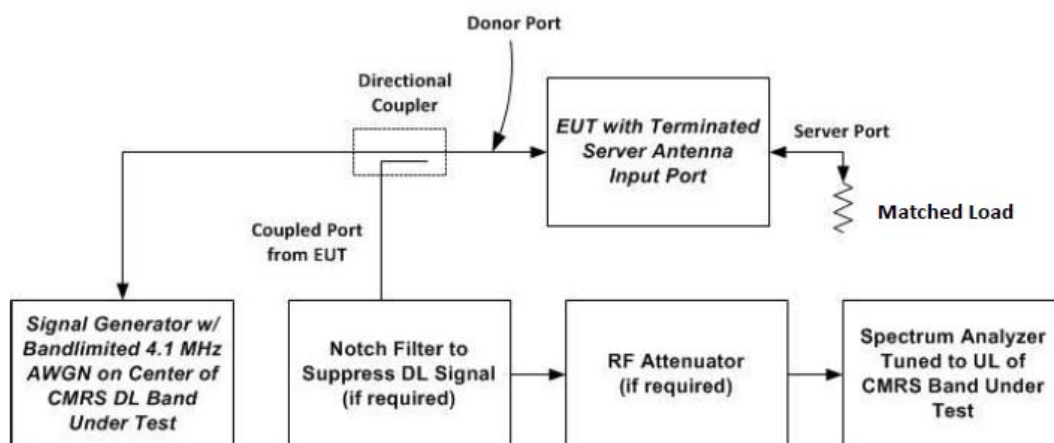 Donor Port
Directional
Coupler
EUT with Terminated
Server Antenna
Input Port
Server Port
Matched Load
Coupled Port
from EUT
Signal Generator w/
Bandlimited 4.1 MHz
AWGN on Center of
CMRS DL Band
Under Test
Notch Filter to
Suppress DL Signal
(if required)
RF Attenuator
(if required)
Spectrum Analyzer
Tuned to UL of
CMRS Band Under
Test